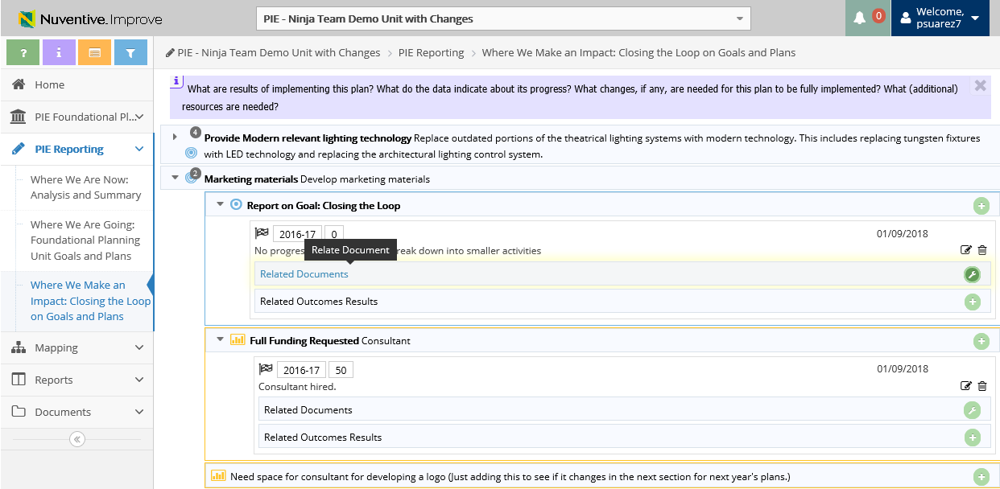 Nuventive.Improve
PIE - Ninja Team Demo Unit with Changes
0
Welcome,
psuarez7
?
i
PIE - Ninja Team Demo Unit with Changes > PIE Reporting > Where We Make an Impact: Closing the Loop on Goals and Plans
Home
PIE Foundational Pl...
PIE Reporting
Where We Are Now:
Analysis and Summary
Where We Are Going:
Foundational Planning
Unit Goals and Plans
Where We Make an
Impact: Closing the Loop
on Goals and Plans
Mapping
Reports
Documents
i
What are results of implementing this plan? What do the data indicate about its progress? What changes, if any, are needed for this plan to be fully implemented? What (additional)
resources are needed?
4
Provide Modern relevant lighting technology Replace outdated portions of the theatrical lighting systems with modern technology. This includes replacing tungsten fixtures
with LED technology and replacing the architectural lighting control system.
2
Marketing materials Develop marketing materials
Report on Goal: Closing the Loop
2016-17 0 01/09/2018
Relate Document
No progres reak down into smaller activities
Related Documents
Related Outcomes Results
Full Funding Requested Consultant
2016-17 50 01/09/2018
Consultant hired.
Related Documents
Related Outcomes Results
Need space for consultant for developing a logo (Just adding this to see if it changes in the next section for next year's plans.)